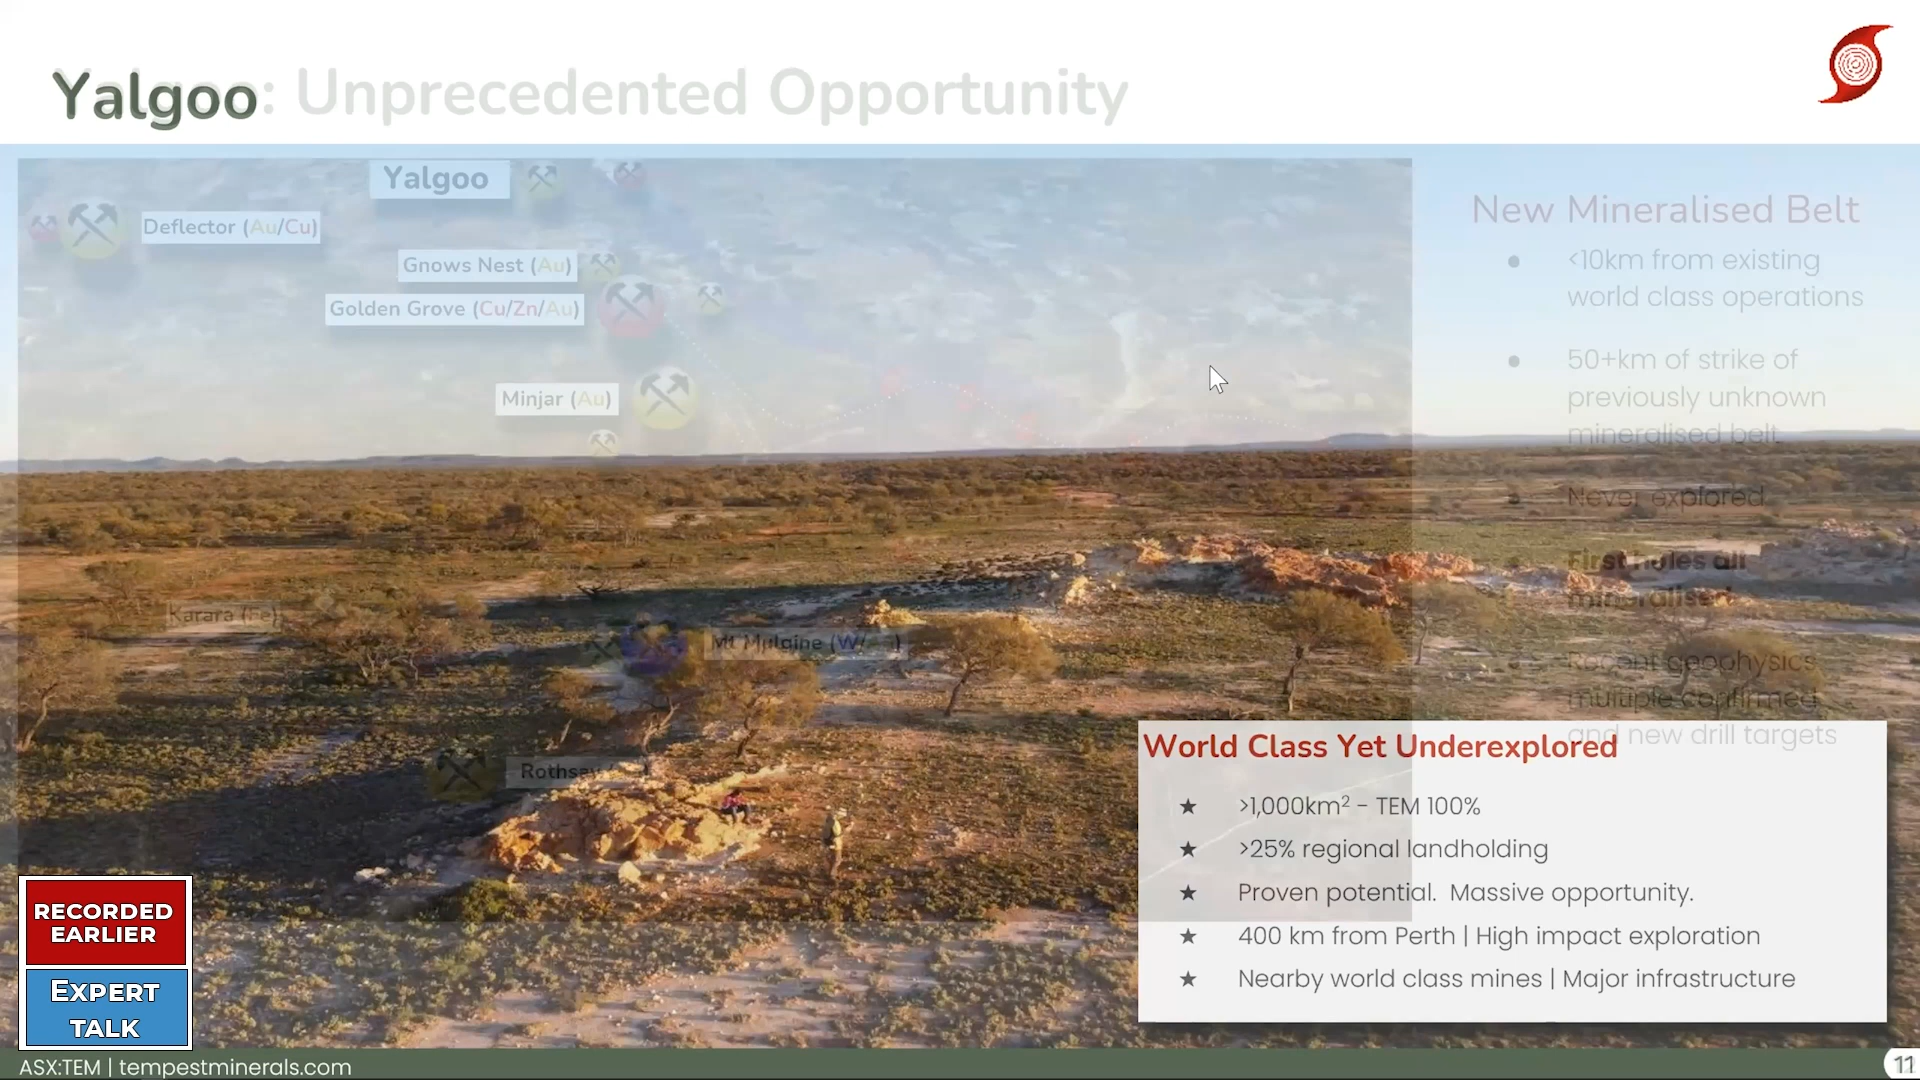 Yalgoo: Unprecedented Opportunity
Yalgoo
Deflector (Au/Cu)
Gnows Nest (Au)
Golden Grove (Cu/Zn/Au)
Minjar (Au)
Karara (Fe)
Mt Mulgine (W/
Rothsay
New Mineralised Belt
<10km from existing
world class operations
50+km of strike of
previously unknown
mineralised belt
Never explored
First holes all
mineralised
Recent geophysics
multiple confirmed
and new drill targets
World Class Yet Underexplored
★ >1,000km² - TEM 100%
★ >25% regional landholding
★ Proven potential. Massive opportunity.
★ 400 km from Perth | High impact exploration
★ Nearby world class mines | Major infrastructure
RECORDED
EARLIER
EXPERT
TALK
ASX:TEM | tempestminerals.com
11